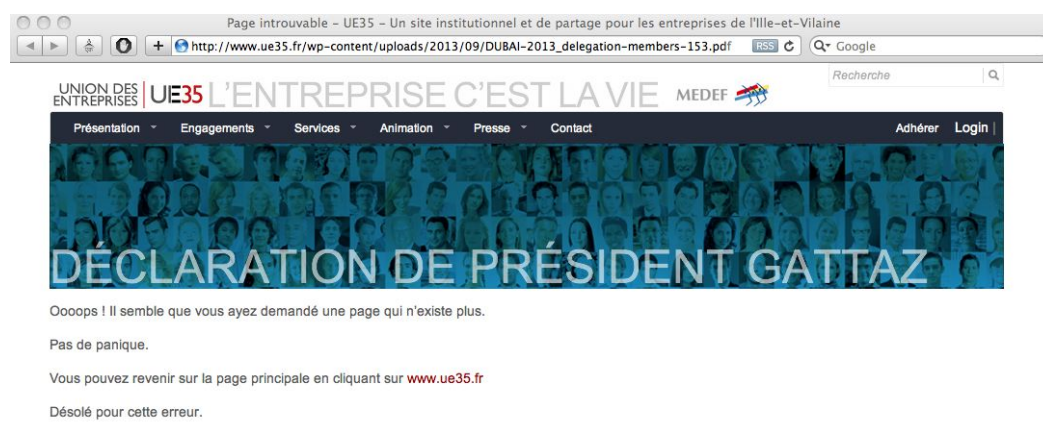 Page introuvable – UE35 – Un site institutionnel et de partage pour les entreprises de l'Ille-et-Vilaine
http://www.ue35.fr/wp-content/uploads/2013/09/DUBAI-2013_delegation-members-153.pdf RSS Google
Recherche
UNION DES ENTREPRISES UE35 L'ENTREPRISE C'EST LA VIE MEDEF
Présentation Engagements Services Animation Presse Contact Adhérer Login |
DÉCLARATION DE PRÉSIDENT GATTAZ
Oooops ! Il semble que vous ayez demandé une page qui n'existe plus.
Pas de panique.
Vous pouvez revenir sur la page principale en cliquant sur www.ue35.fr
Désolé pour cette erreur.